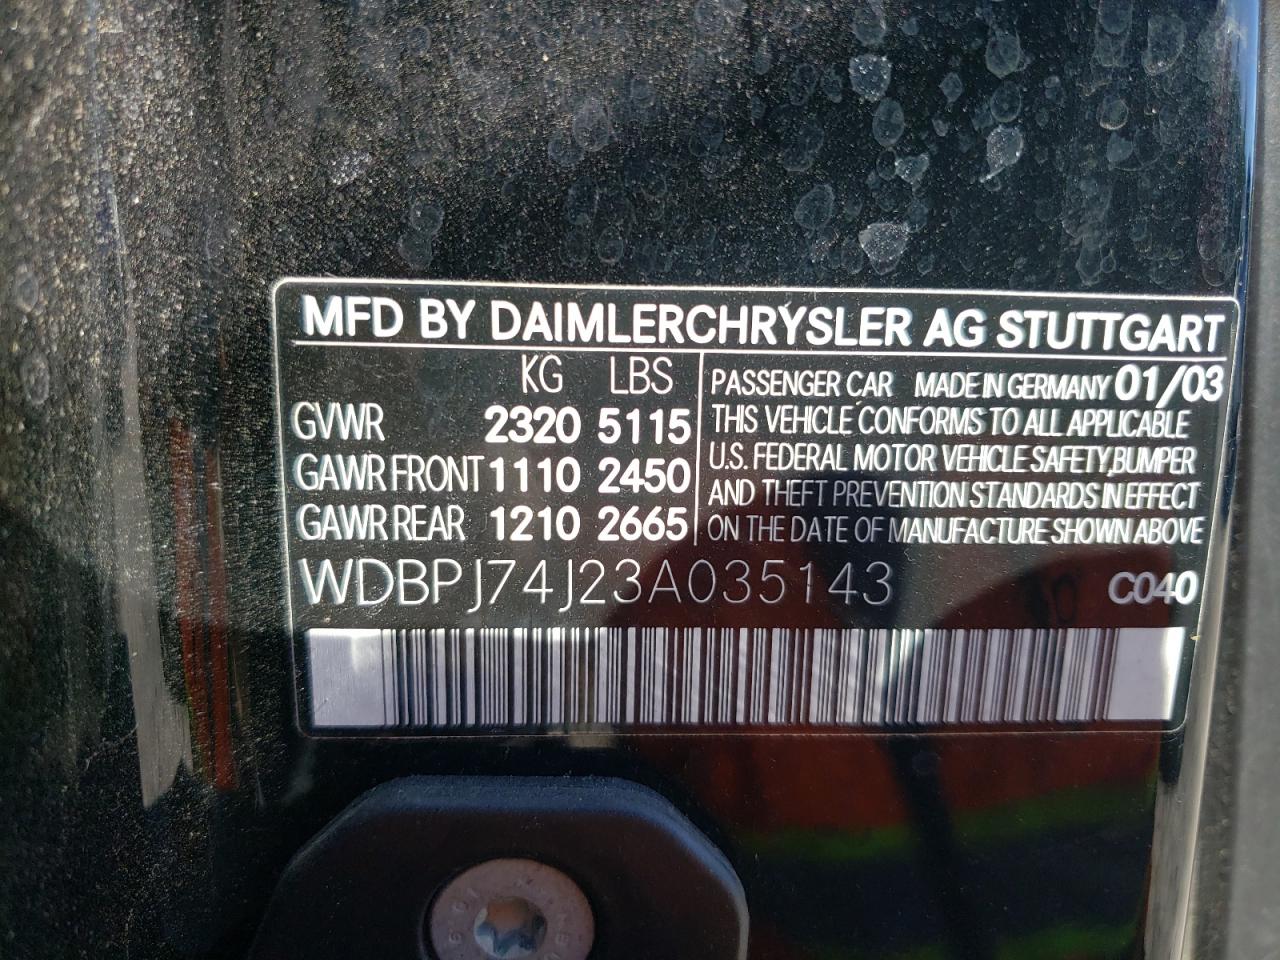 MFD BY DAIMLERCHRYSLER AG STUTTGART
KG LBS
GVWR 2320 5115
GAWR FRONT 1110 2450
GAWR REAR 1210 2665
PASSENGER CAR MADE IN GERMANY 01/03
THIS VEHICLE CONFORMS TO ALL APPLICABLE
U.S. FEDERAL MOTOR VEHICLE SAFETY, BUMPER
AND THEFT PREVENTION STANDARDS IN EFFECT
ON THE DATE OF MANUFACTURE SHOWN ABOVE
WDBPJ74J23A035143 C040